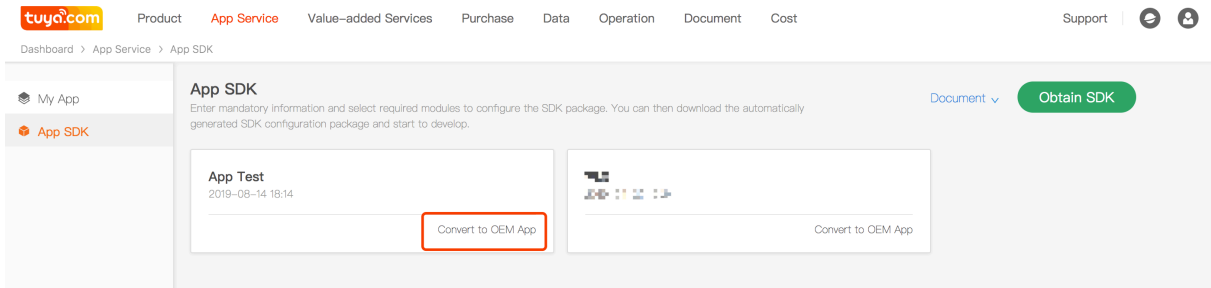 tuya.com Product App Service Value-added Services Purchase Data Operation Document Cost Support
Dashboard > App Service > App SDK
My App
App SDK
App SDK
Enter mandatory information and select required modules to configure the SDK package. You can then download the automatically
generated SDK configuration package and start to develop.
Document
Obtain SDK
App Test
2019-08-14 18:14
Convert to OEM App
Convert to OEM App